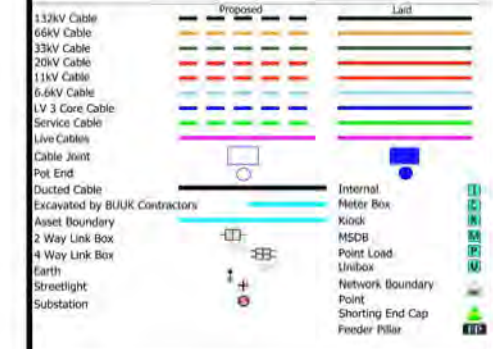 Proposed Laid
132kV Cable
66kV Cable
33kV Cable
20kV Cable
11kV Cable
6.6kV Cable
LV 3 Core Cable
Service Cable
Live Cables
Cable Joint
Pot End
Ducted Cable
Excavated by BUUK Contractors
Asset Boundary
2 Way Link Box
4 Way Link Box
Earth
Streetlight
Substation
Internal I
Meter Box C
Kiosk K
MSDB M
Point Load P
Unibox U
Network Boundary
Point
Shorting End Cap
Feeder Pillar FP